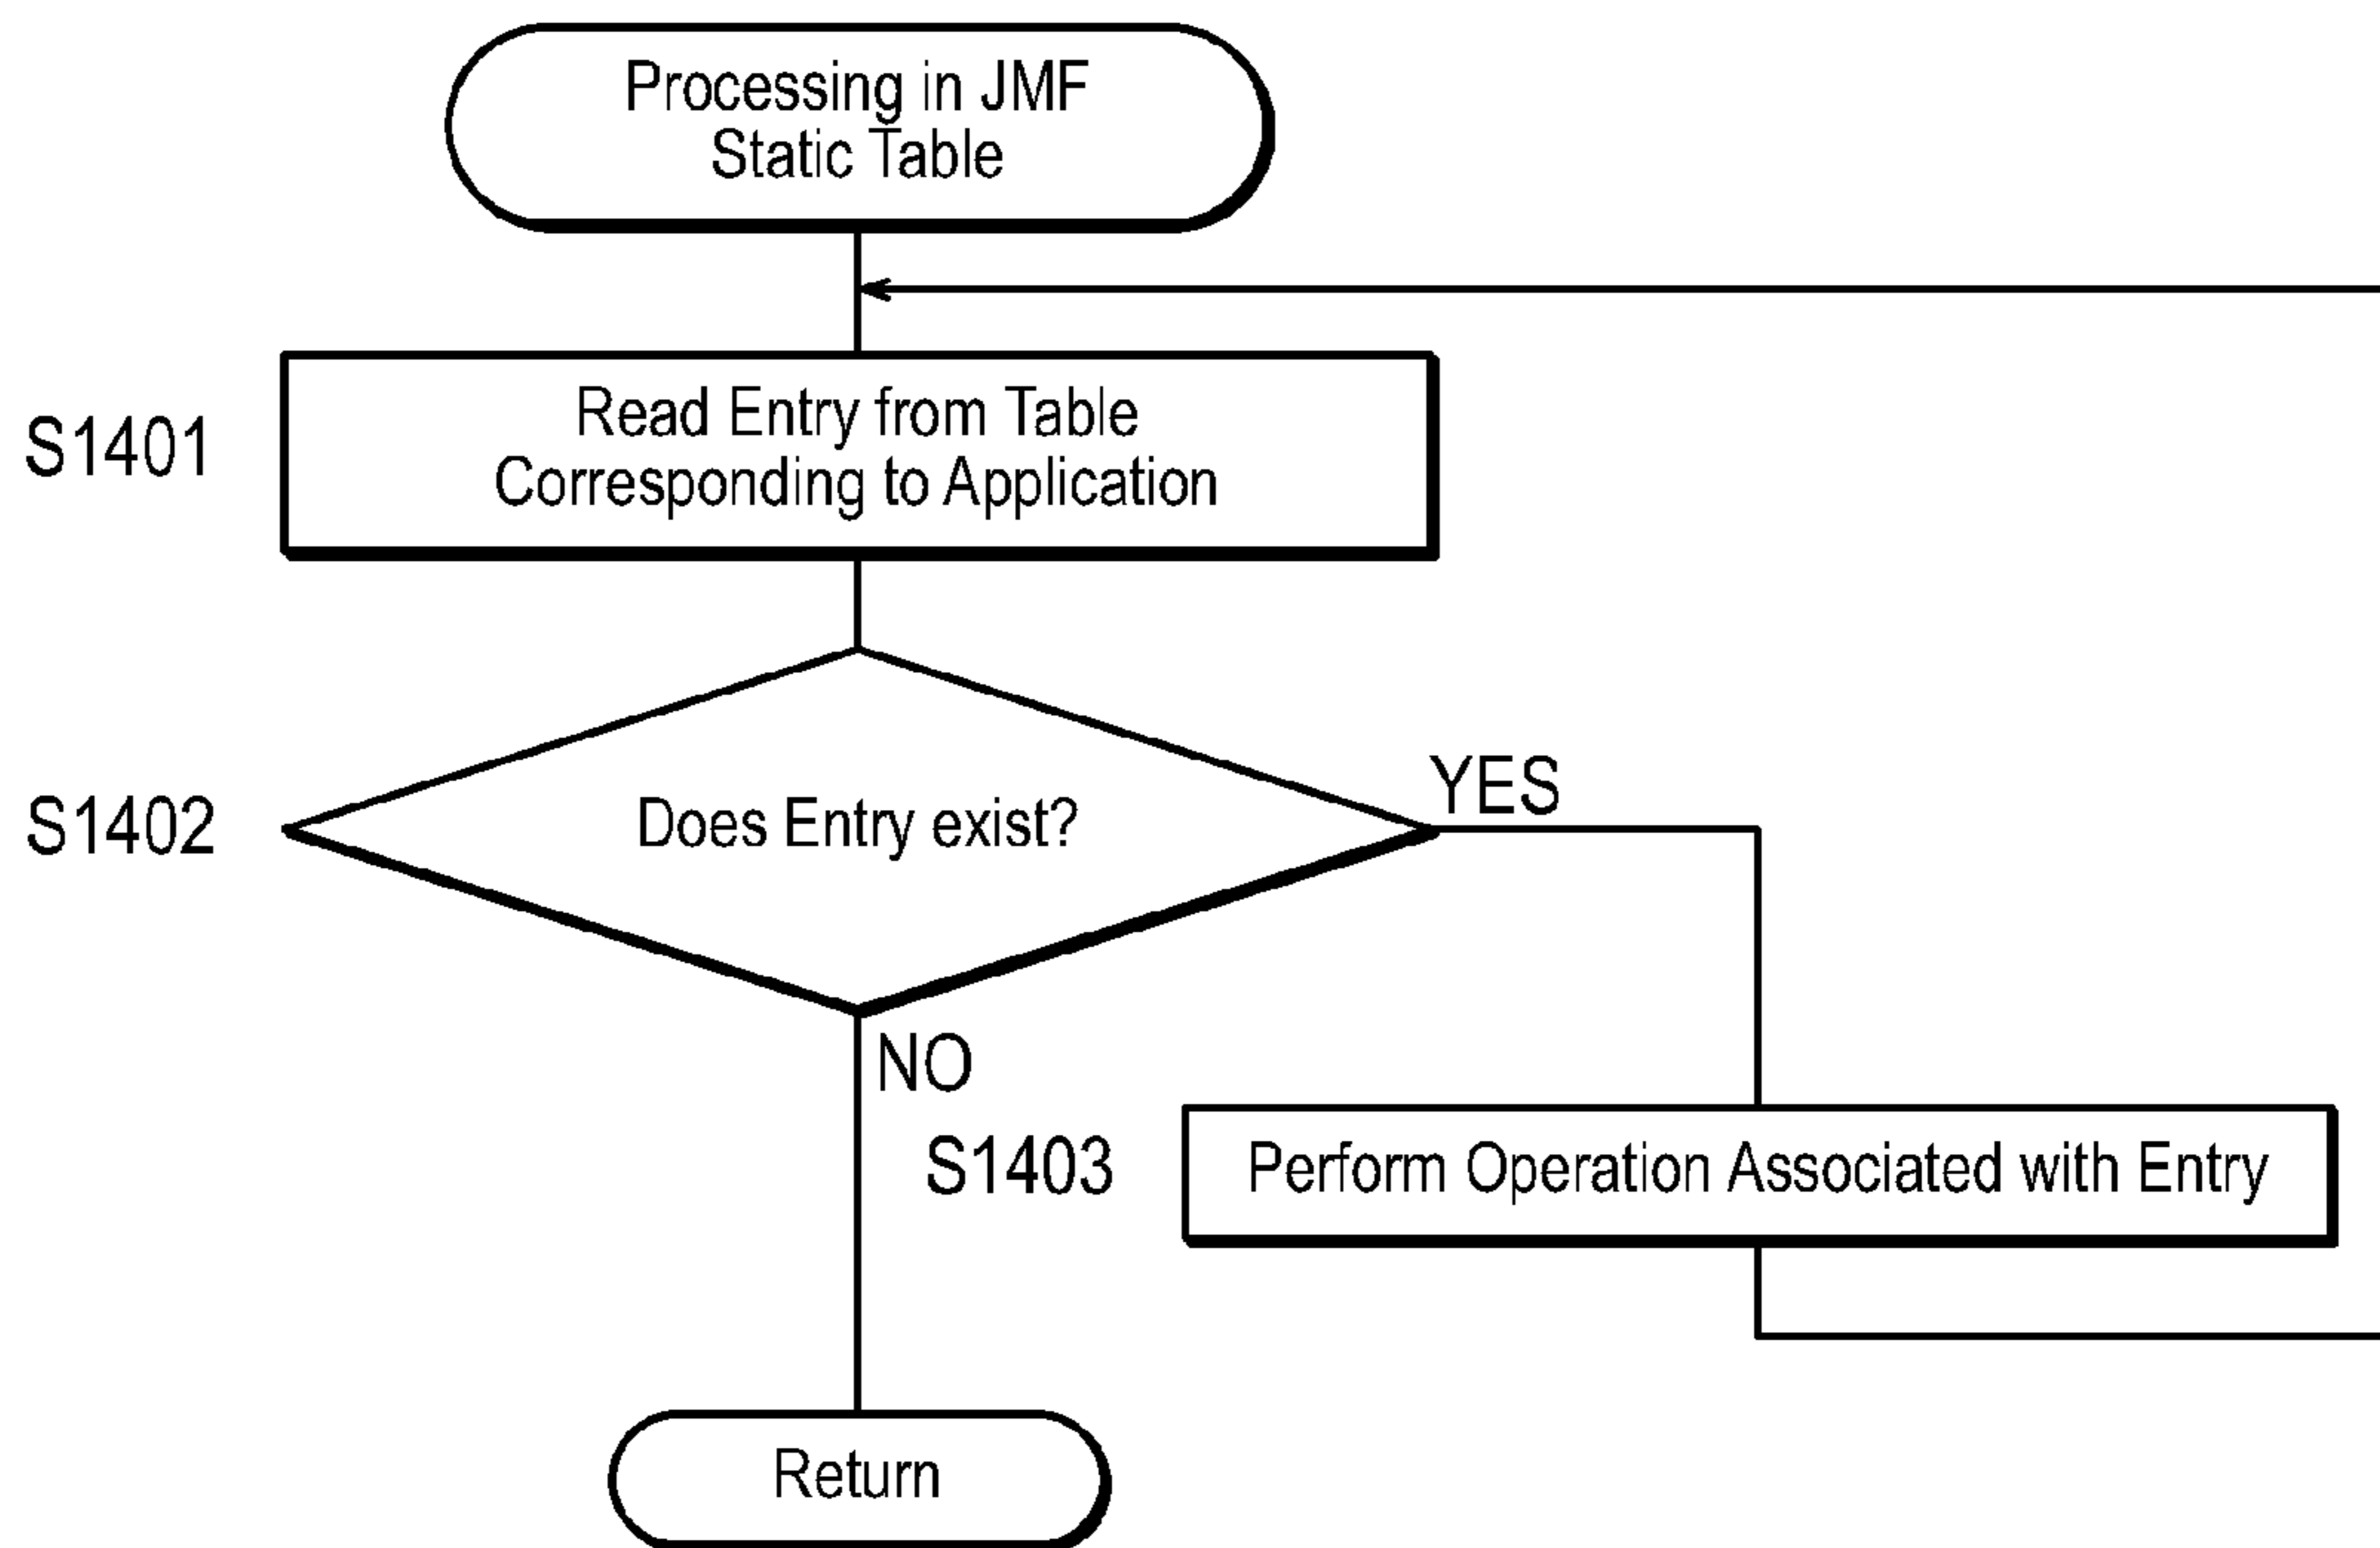 Processing in JMF
Static Table
S1401
Read Entry from Table
Corresponding to Application
S1402
Does Entry exist?
YES
NO
S1403
Perform Operation Associated with Entry
Return